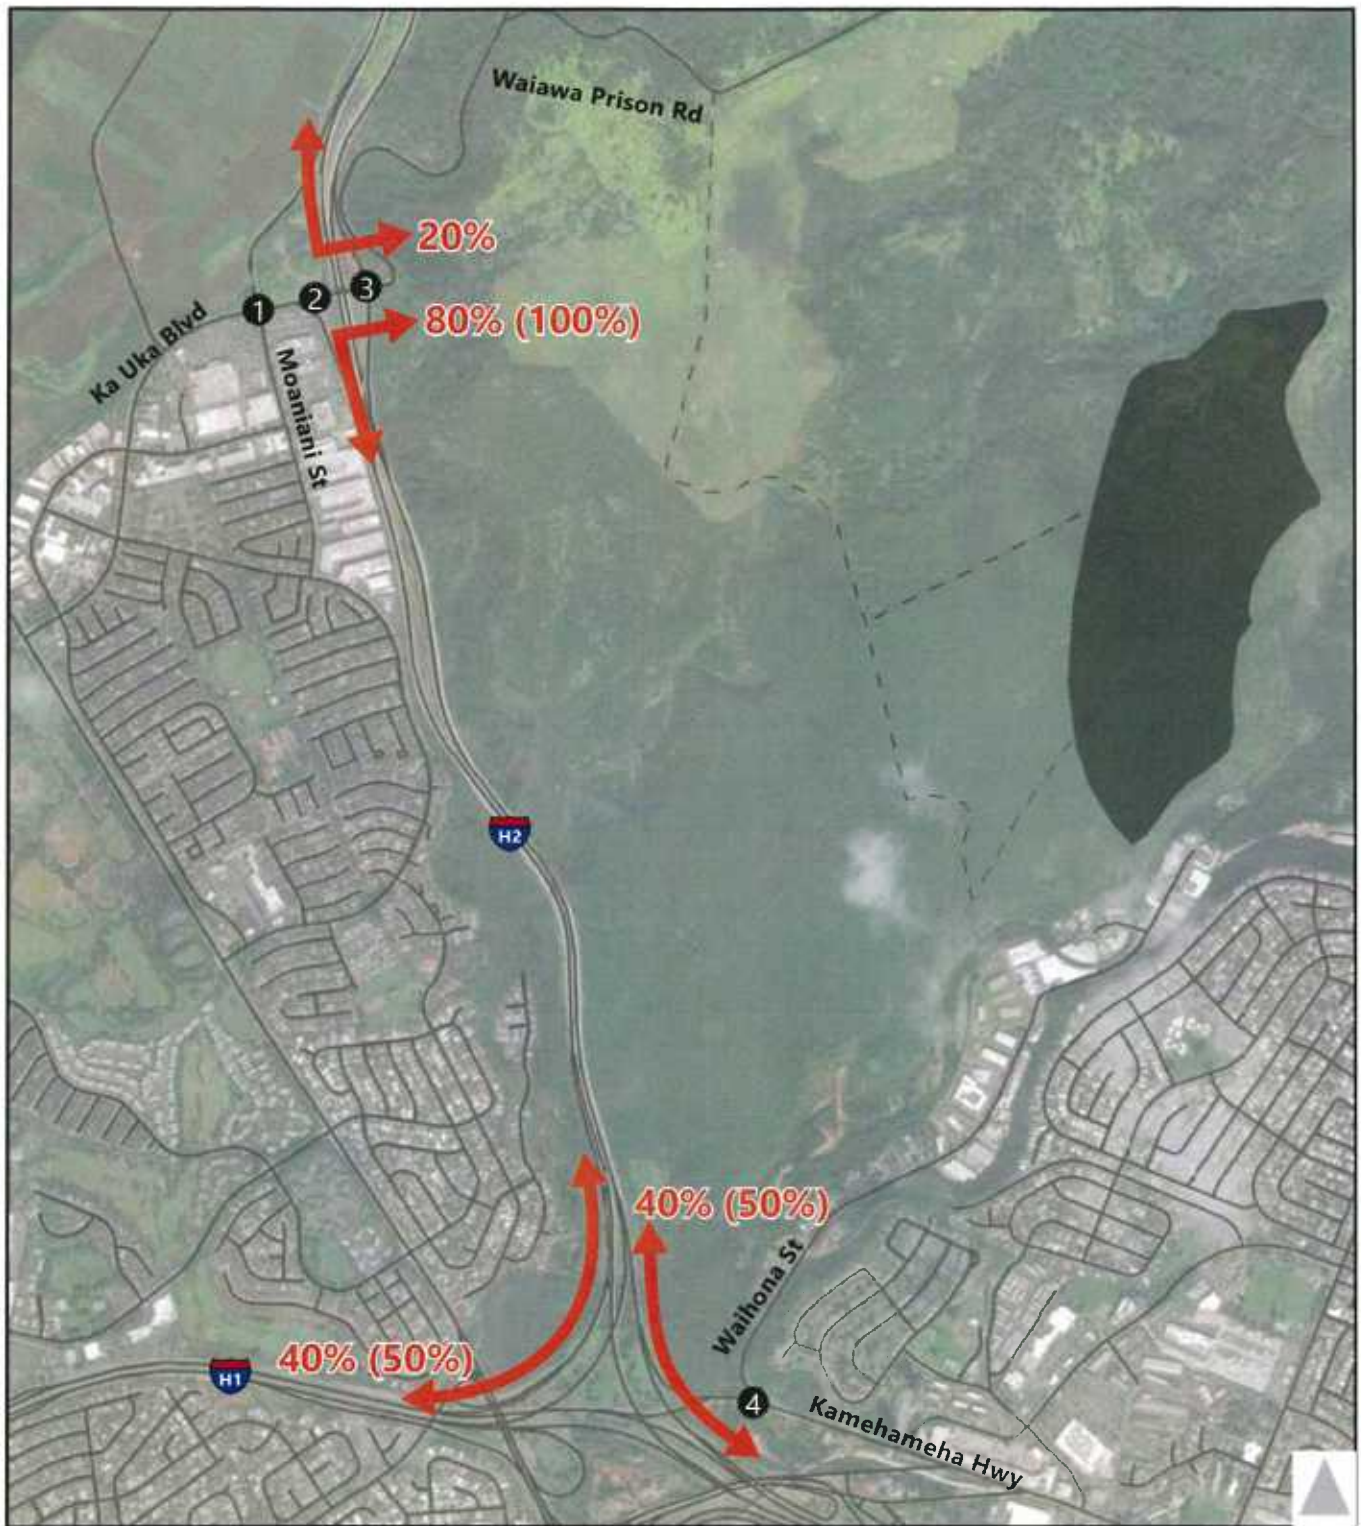 Waiawa Prison Rd
20%
1
2
3
80% (100%)
Ka Uka Blvd
Moaniani St
H2
40% (50%)
Waihona St
40% (50%)
H1
4
Kamehameha Hwy